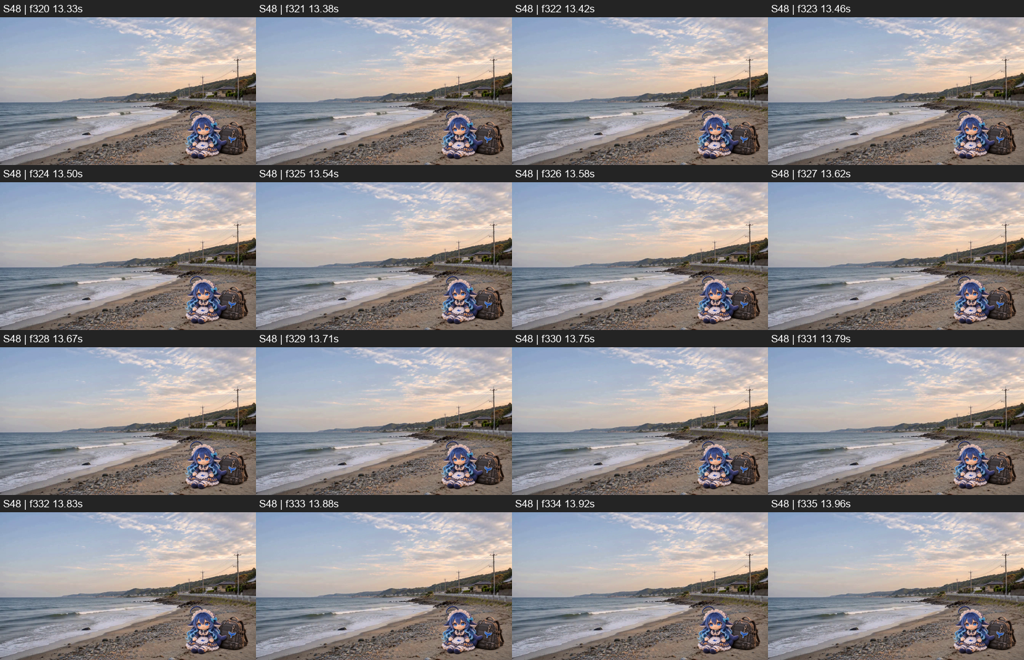 S48 | f320 13.33s
S48 | f321 13.38s
S48 | f322 13.42s
S48 | f323 13.46s
S48 | f324 13.50s
S48 | f325 13.54s
S48 | f326 13.58s
S48 | f327 13.62s
S48 | f328 13.67s
S48 | f329 13.71s
S48 | f330 13.75s
S48 | f331 13.79s
S48 | f332 13.83s
S48 | f333 13.88s
S48 | f334 13.92s
S48 | f335 13.96s